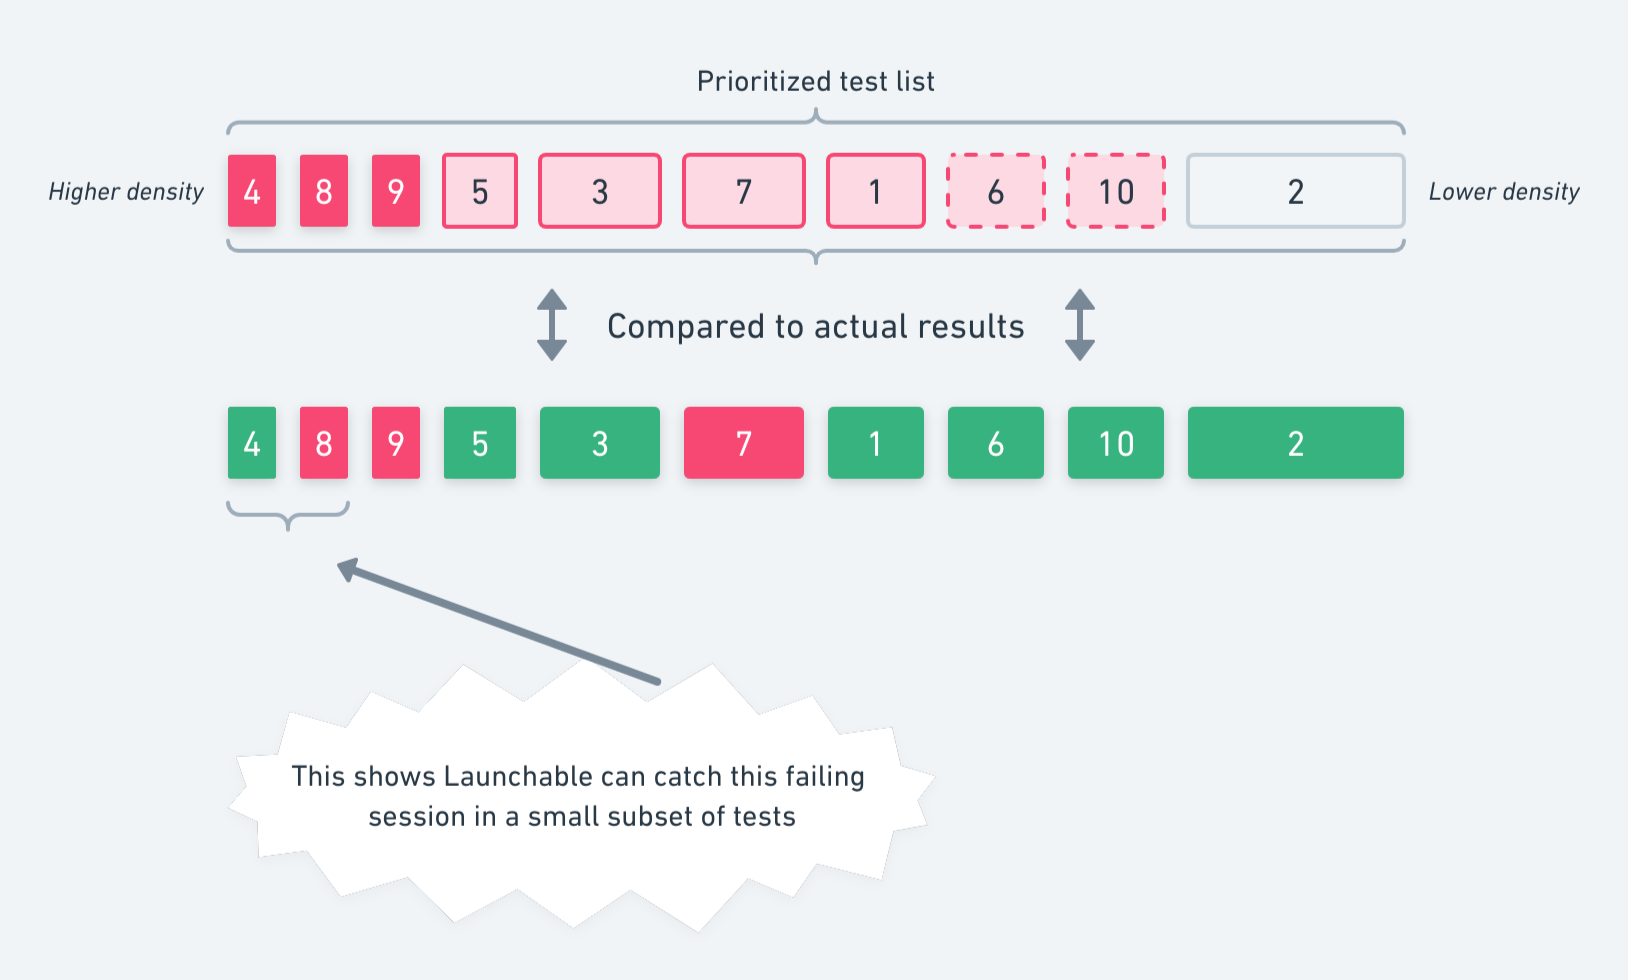 Prioritized test list
Higher density 4 8 9 5 3 7 1 6 10 2 Lower density
Compared to actual results
4 8 9 5 3 7 1 6 10 2
This shows Launchable can catch this failing
session in a small subset of tests